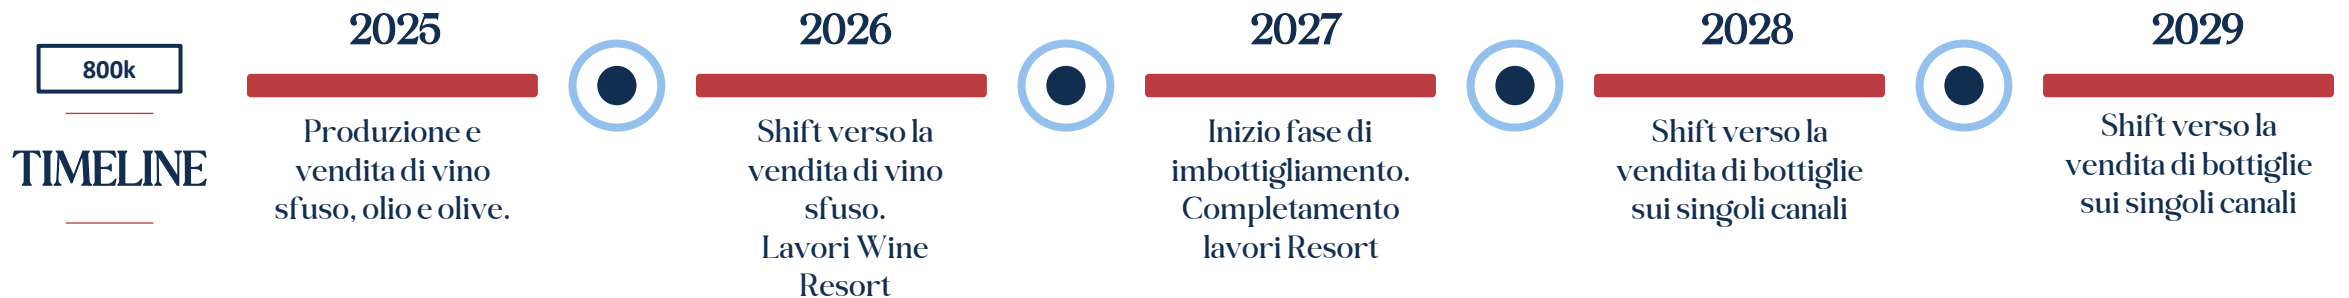 800k
TIMELINE
2025
Produzione e
vendita di vino
sfuso, olio e olive.
2026
Shift verso la
vendita di vino
sfuso.
Lavori Wine
Resort
2027
Inizio fase di
imbottigliamento.
Completamento
lavori Resort
2028
Shift verso la
vendita di bottiglie
sui singoli canali
2029
Shift verso la
vendita di bottiglie
sui singoli canali